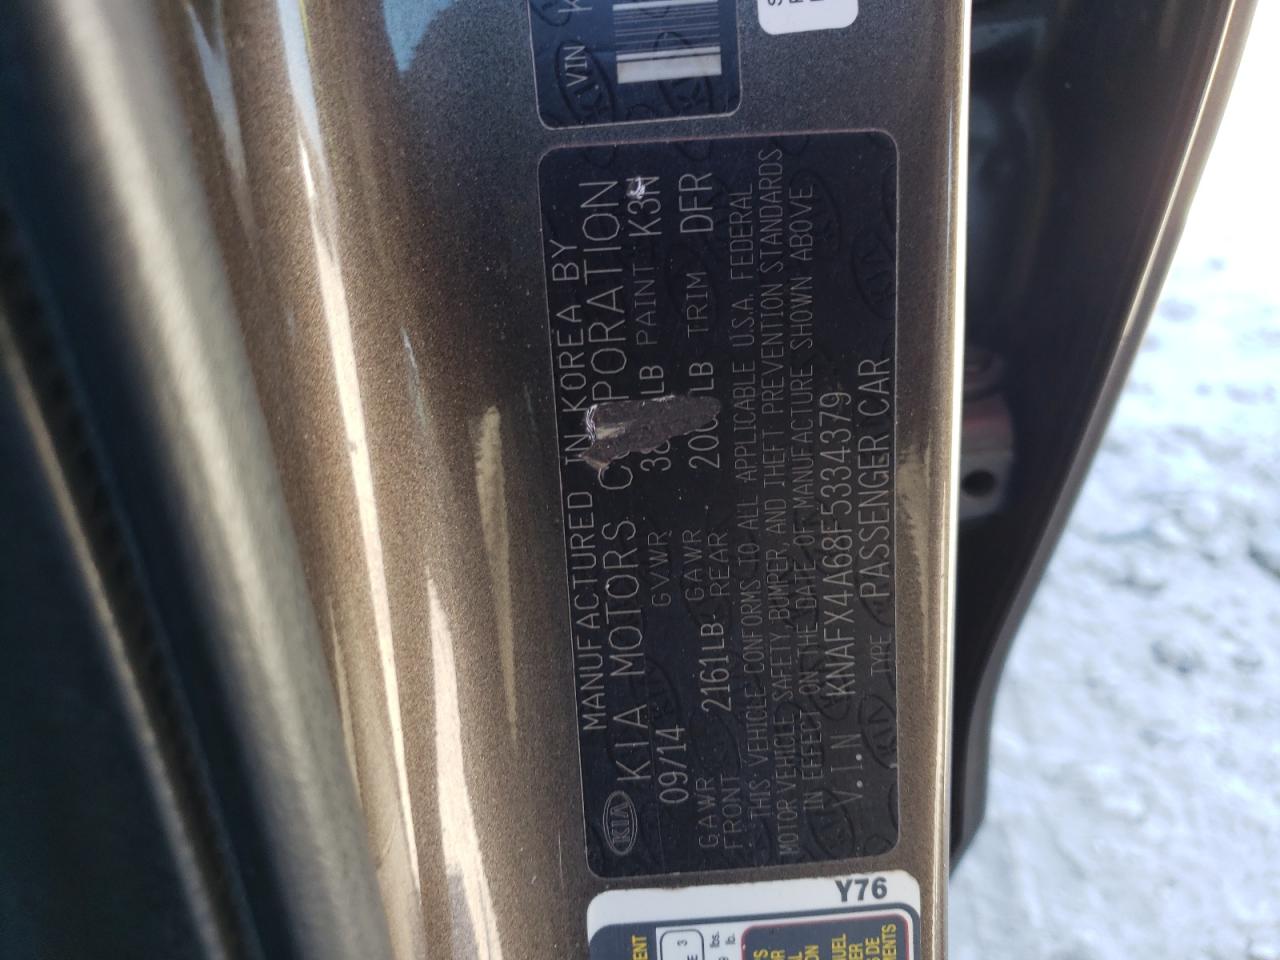 VIN
MANUFACTURED IN KOREA BY
KIA KIA MOTORS CORPORATION
09/14 GVWR LB PAINT K3N
GAWR FRONT 2161LB GAWR REAR LB TRIM DFR
THIS VEHICLE CONFORMS TO ALL APPLICABLE U.S.A. FEDERAL
MOTOR VEHICLE SAFETY, BUMPER, AND THEFT PREVENTION STANDARDS
IN EFFECT ON THE DATE OF MANUFACTURE SHOWN ABOVE
V.I.N KNAFX4A68F5334379
TYPE PASSENGER CAR
Y76